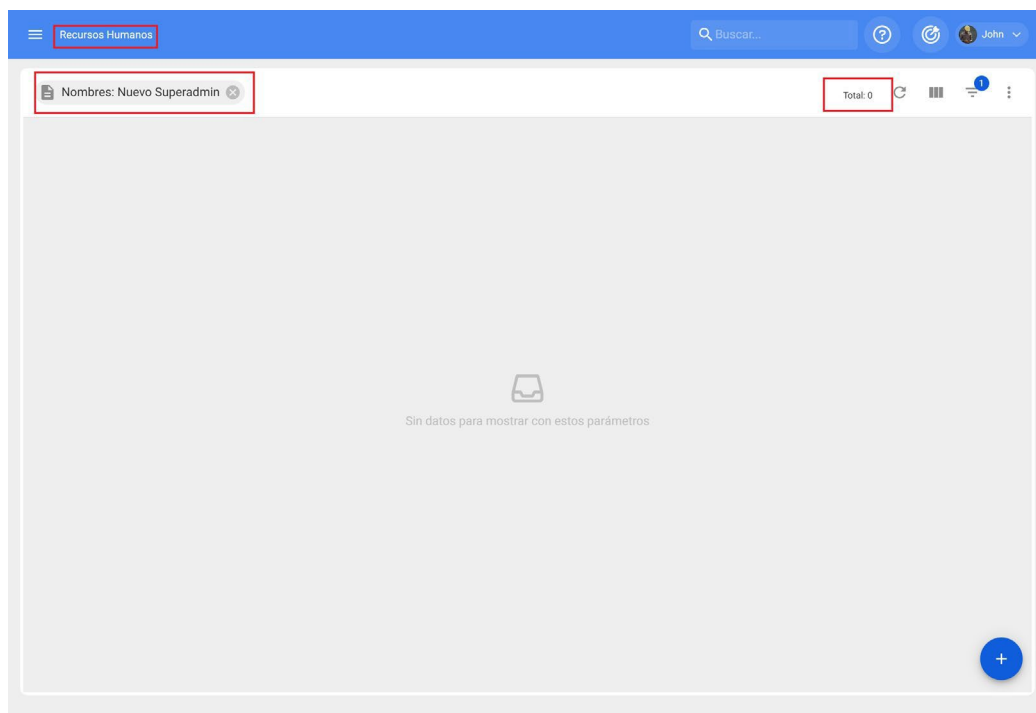 Recursos Humanos
Buscar...
John
Nombres: Nuevo Superadmin
Total: 0
1
Sin datos para mostrar con estos parámetros